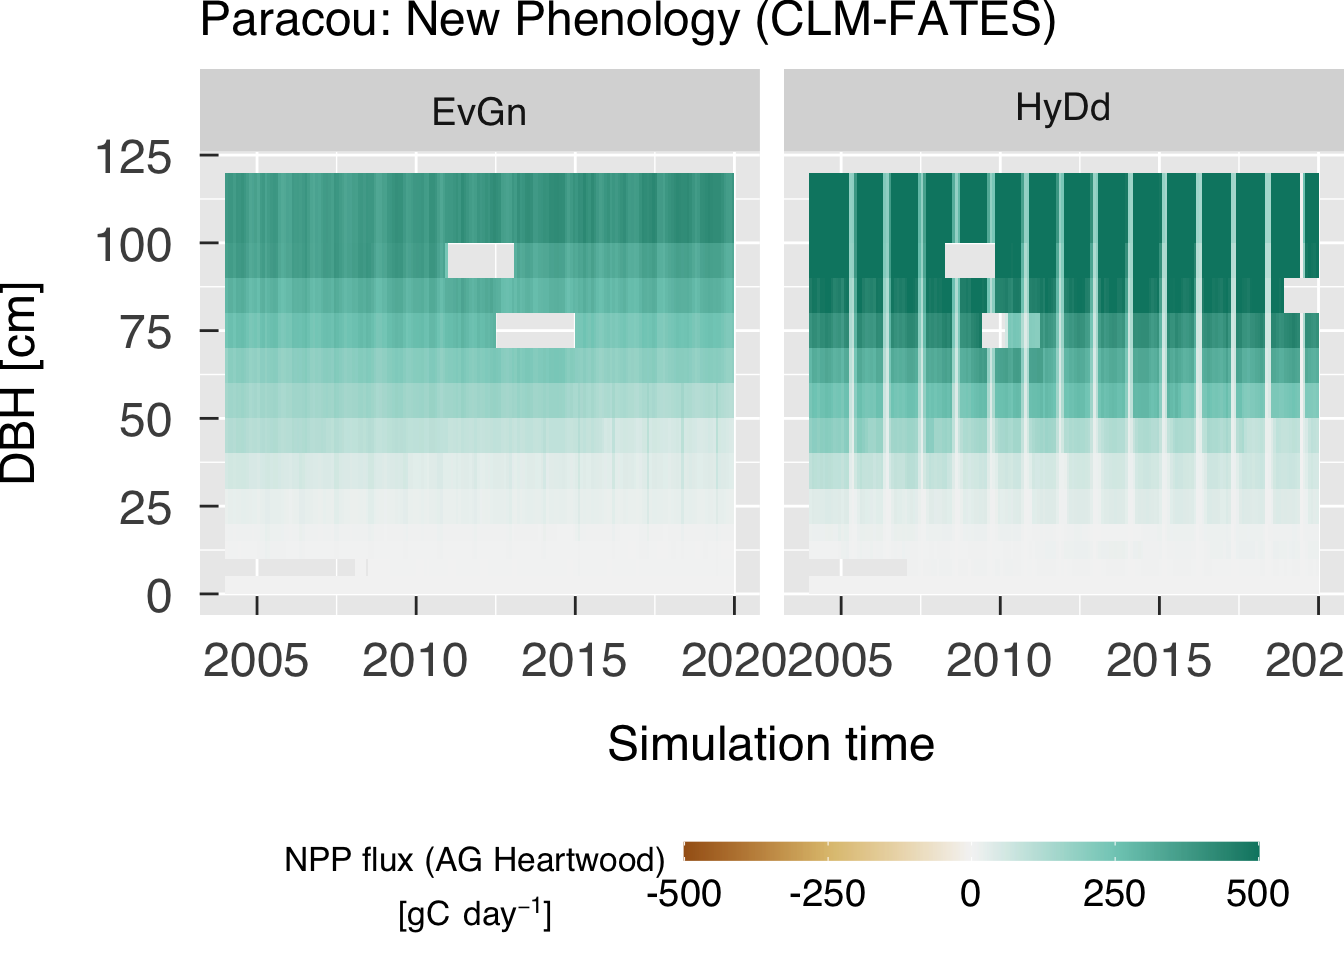 Paracou: New Phenology (CLM-FATES)
EvGn
HyDd
125
100
75
50
25
0
DBH [cm]
2005 2010 2015 2020
2005 2010 2015 202
Simulation time
NPP flux (AG Heartwood)
[gC day⁻¹]
-500 -250 0 250 500